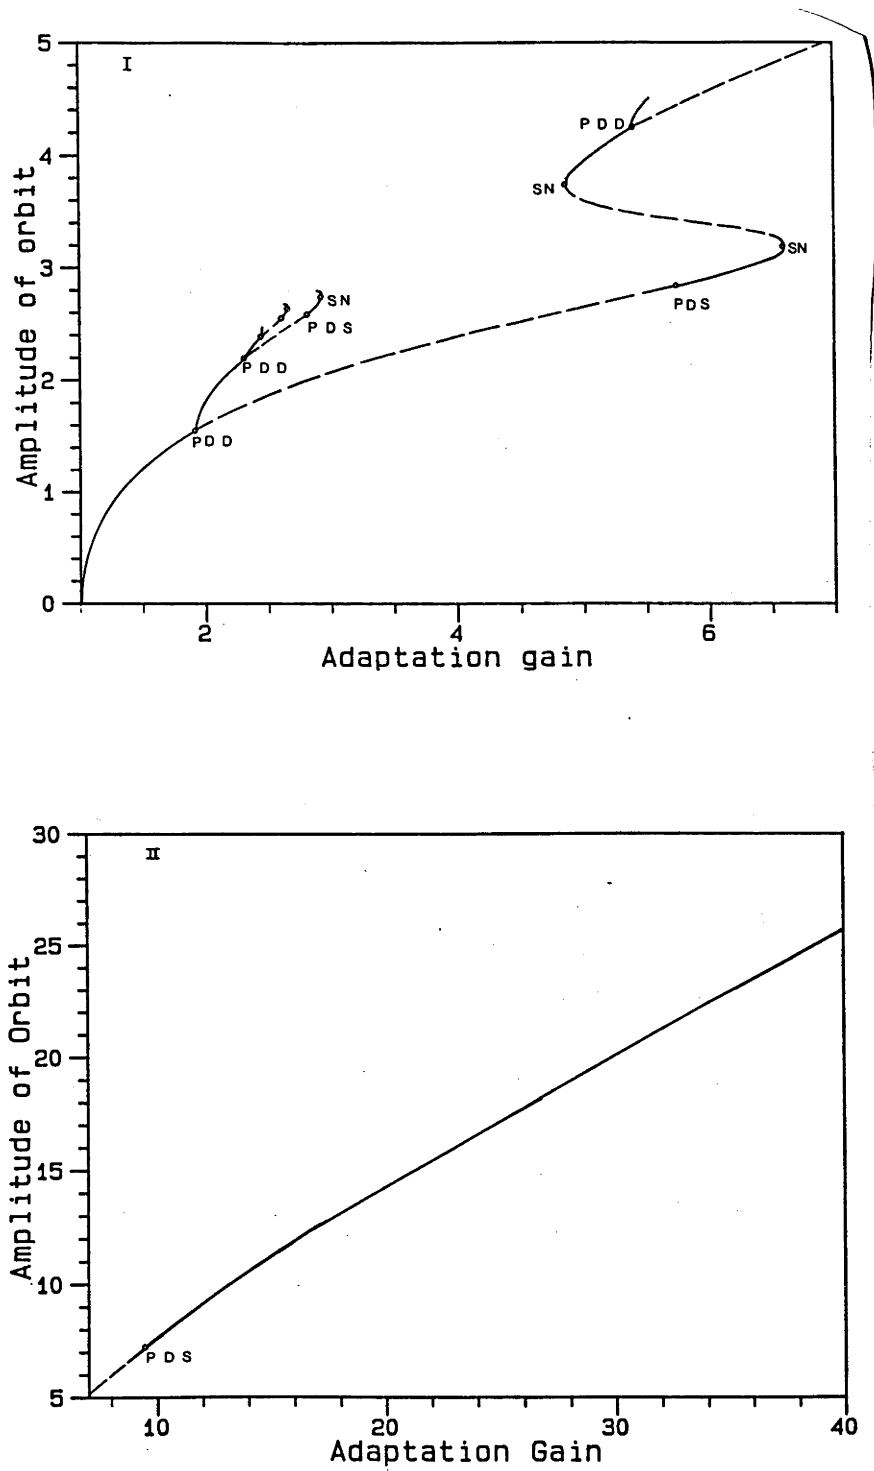 5
I
PDD
4
SN
SN
3
SN
PDS
PDS
PDD
2
PDD
1
0
2 4 6
Amplitude of orbit
Adaptation gain
30
II
25
20
15
10
PDS
5
10 20 30 40
Amplitude of Orbit
Adaptation Gain